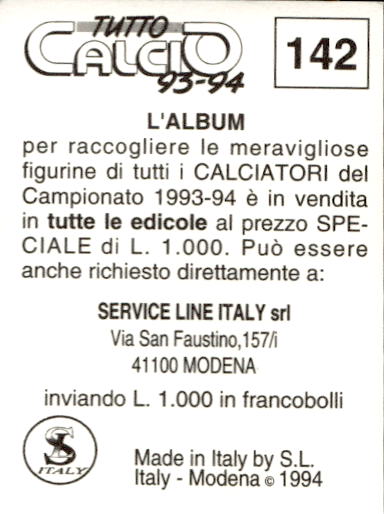 TUTTO
CALCIO
93-94
142
L'ALBUM
per raccogliere le meravigliose
figurine di tutti i CALCIATORI del
Campionato 1993-94 è in vendita
in tutte le edicole al prezzo SPE-
CIALE di L. 1.000. Può essere
anche richiesto direttamente a:
SERVICE LINE ITALY srl
Via San Faustino,157/i
41100 MODENA
inviando L. 1.000 in francobolli
SL
ITALY
Made in Italy by S.L.
Italy - Modena © 1994